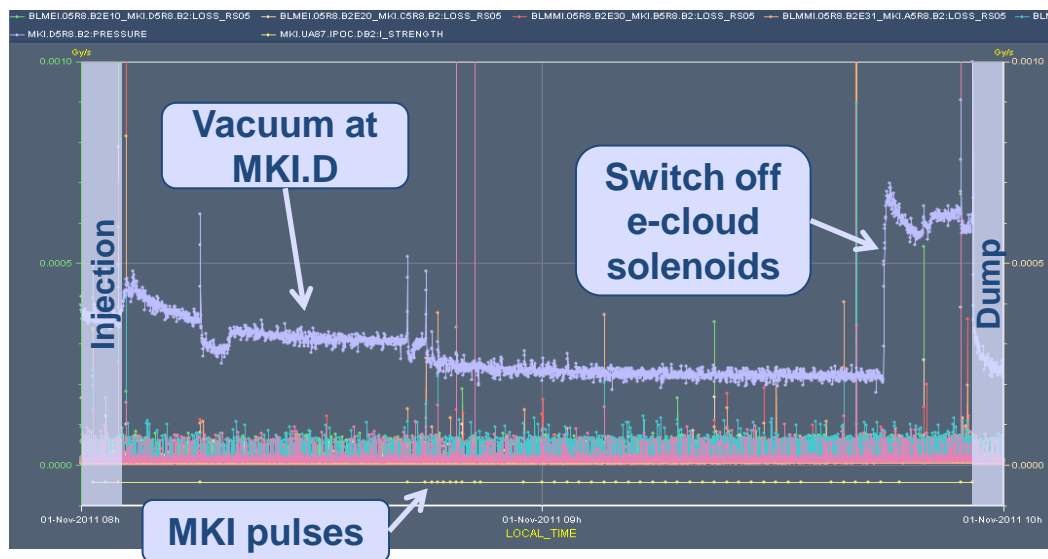 BLMEI.05R8.B2E10_MKI.D5R8.B2:LOSS_RS05 BLMEI.05R8.B2E20_MKI.C5R8.B2:LOSS_RS05 BLMMI.05R8.B2E30_MKI.B5R8.B2:LOSS_RS05 BLMMI.05R8.B2E31_MKI.A5R8.B2:LOSS_RS05 BLM
MKI.D5R8.B2:PRESSURE MKI.UA87.IPOC.DB2:I_STRENGTH
Gy/s Gy/s
0.0010 0.0010
Vacuum at
MKI.D
Switch off
e-cloud
solenoids
Injection
Dump
0.0005 0.0005
0.0000 0.0000
MKI pulses
01-Nov-2011 08h 01-Nov-2011 09h 01-Nov-2011 10h
LOCAL_TIME